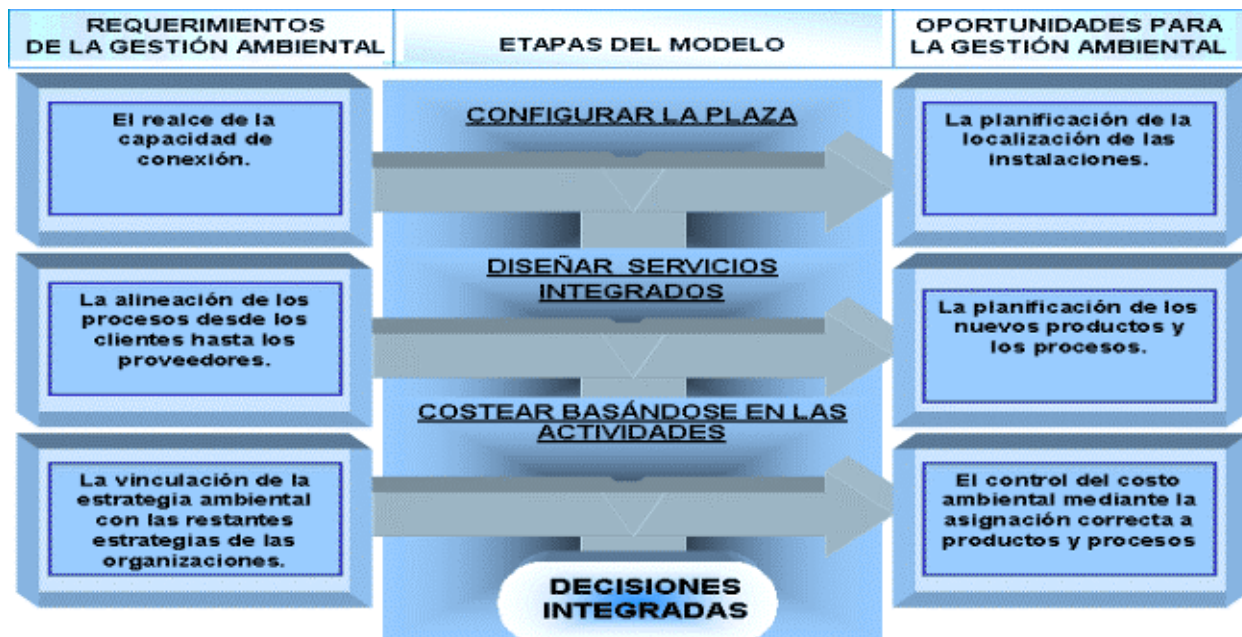 REQUERIMIENTOS
DE LA GESTIÓN AMBIENTAL
ETAPAS DEL MODELO
OPORTUNIDADES PARA
LA GESTIÓN AMBIENTAL
El realce de la
capacidad de
conexión.
CONFIGURAR LA PLAZA
La planificación de la
localización de las
instalaciones.
La alineación de los
procesos desde los
clientes hasta los
proveedores.
DISEÑAR SERVICIOS
INTEGRADOS
La planificación de los
nuevos productos y
los procesos.
COSTEAR BASÁNDOSE EN LAS
ACTIVIDADES
La vinculación de la
estrategia ambiental
con las restantes
estrategias de las
organizaciones.
El control del costo
ambiental mediante la
asignación correcta a
productos y procesos
DECISIONES
INTEGRADAS